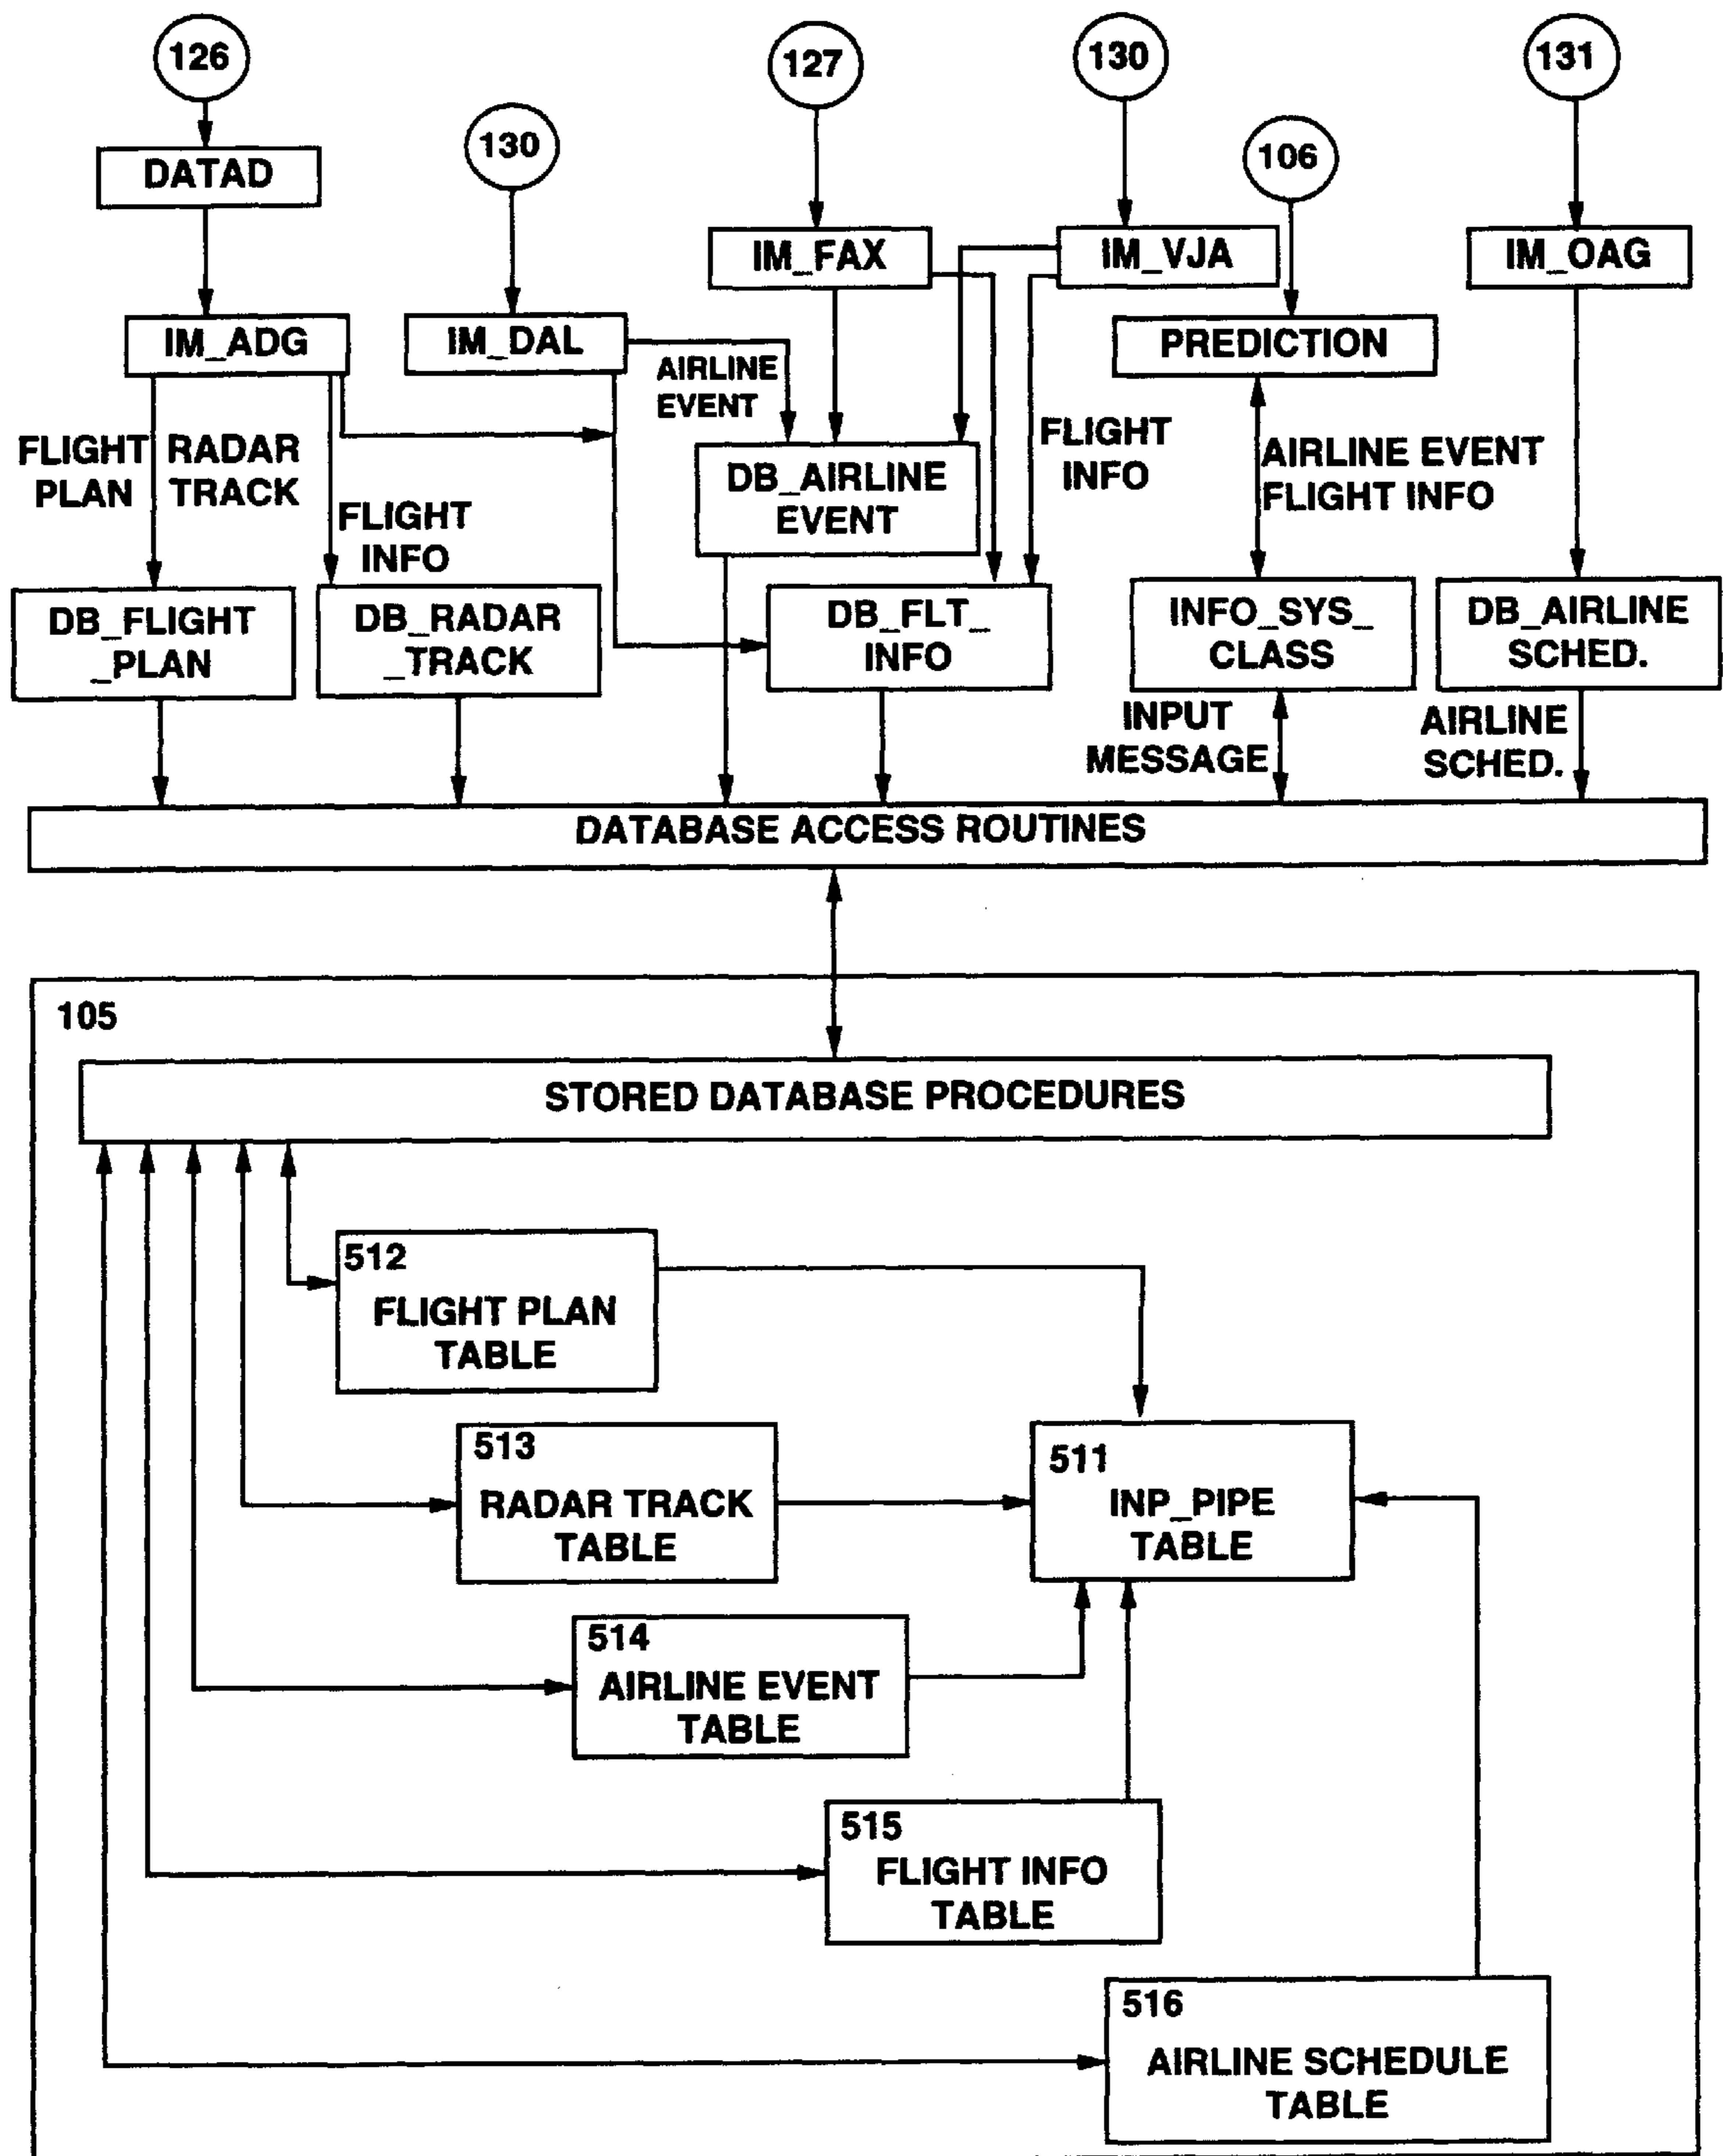 126
127
130
131
130
106
DATAD
IM_FAX
IM_VJA
IM_OAG
IM_ADG
IM_DAL
PREDICTION
AIRLINE
EVENT
FLIGHT
PLAN
RADAR
TRACK
FLIGHT
INFO
FLIGHT
INFO
AIRLINE EVENT
FLIGHT INFO
DB_AIRLINE
EVENT
DB_FLIGHT
_PLAN
DB_RADAR
_TRACK
DB_FLT_
INFO
INFO_SYS_
CLASS
DB_AIRLINE
SCHED.
INPUT
MESSAGE
AIRLINE
SCHED.
DATABASE ACCESS ROUTINES
105
STORED DATABASE PROCEDURES
512
FLIGHT PLAN
TABLE
513
RADAR TRACK
TABLE
511
INP_PIPE
TABLE
514
AIRLINE EVENT
TABLE
515
FLIGHT INFO
TABLE
516
AIRLINE SCHEDULE
TABLE